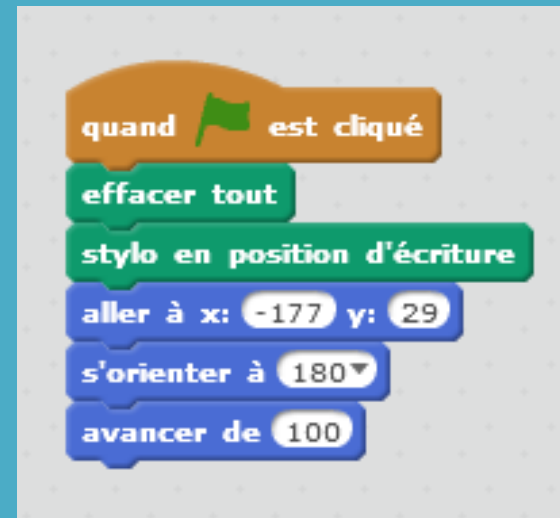 quand est cliqué
effacer tout
stylo en position d'écriture
aller à x: -177 y: 29
s'orienter à 180
avancer de 100